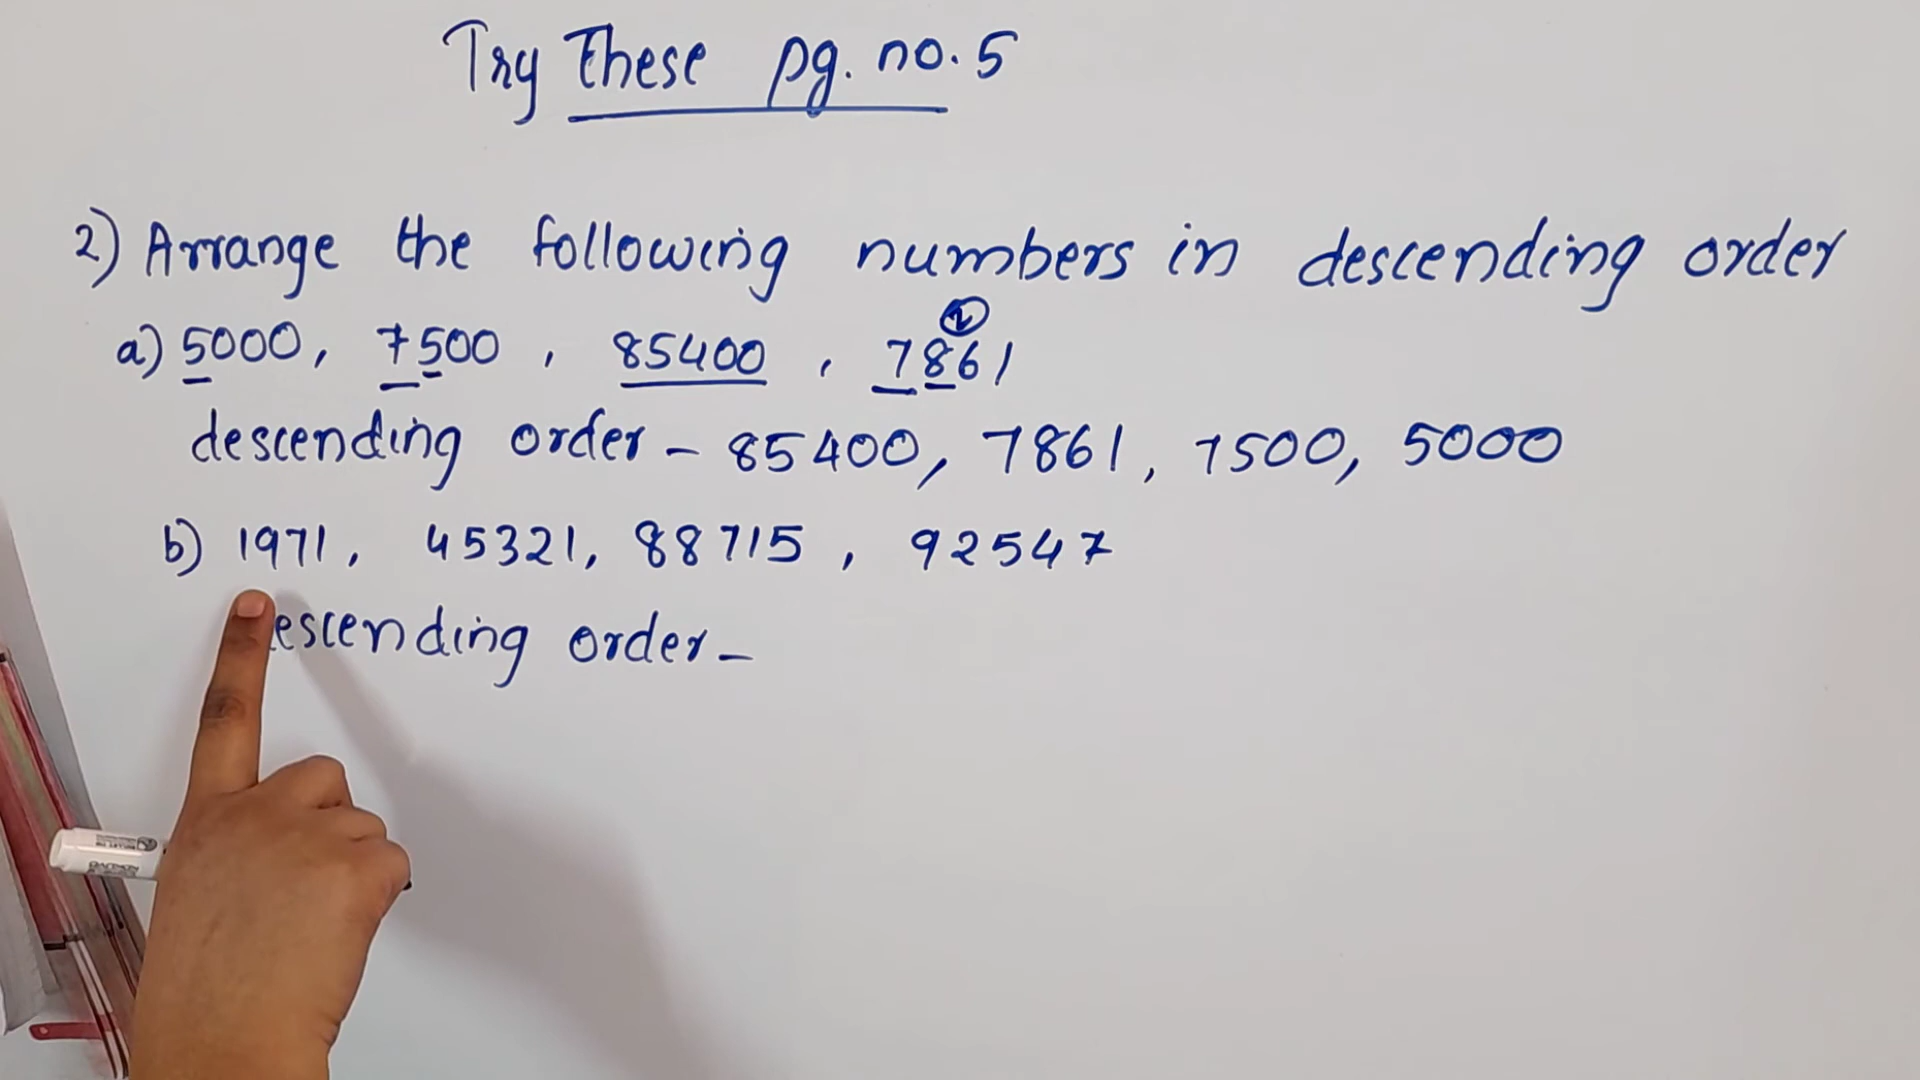 Try These pg. no. 5
2) Arrange the following numbers in descending order
a) 5000, 7500, 85400, 7861
descending order - 85400, 7861, 7500, 5000
b) 1971, 45321, 88715, 92547
escending order -